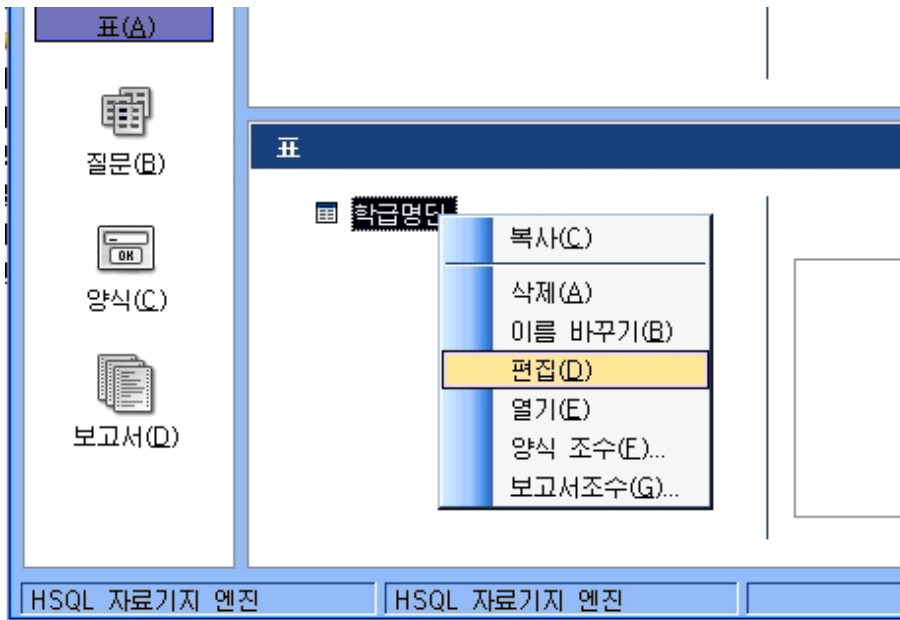 표(A)
질문(B)
양식(C)
보고서(D)
표
학급명단
복사(C)
삭제(A)
이름 바꾸기(B)
편집(D)
열기(E)
양식 조수(F)...
보고서조수(G)...
OK
HSQL 자료기지 엔진
HSQL 자료기지 엔진